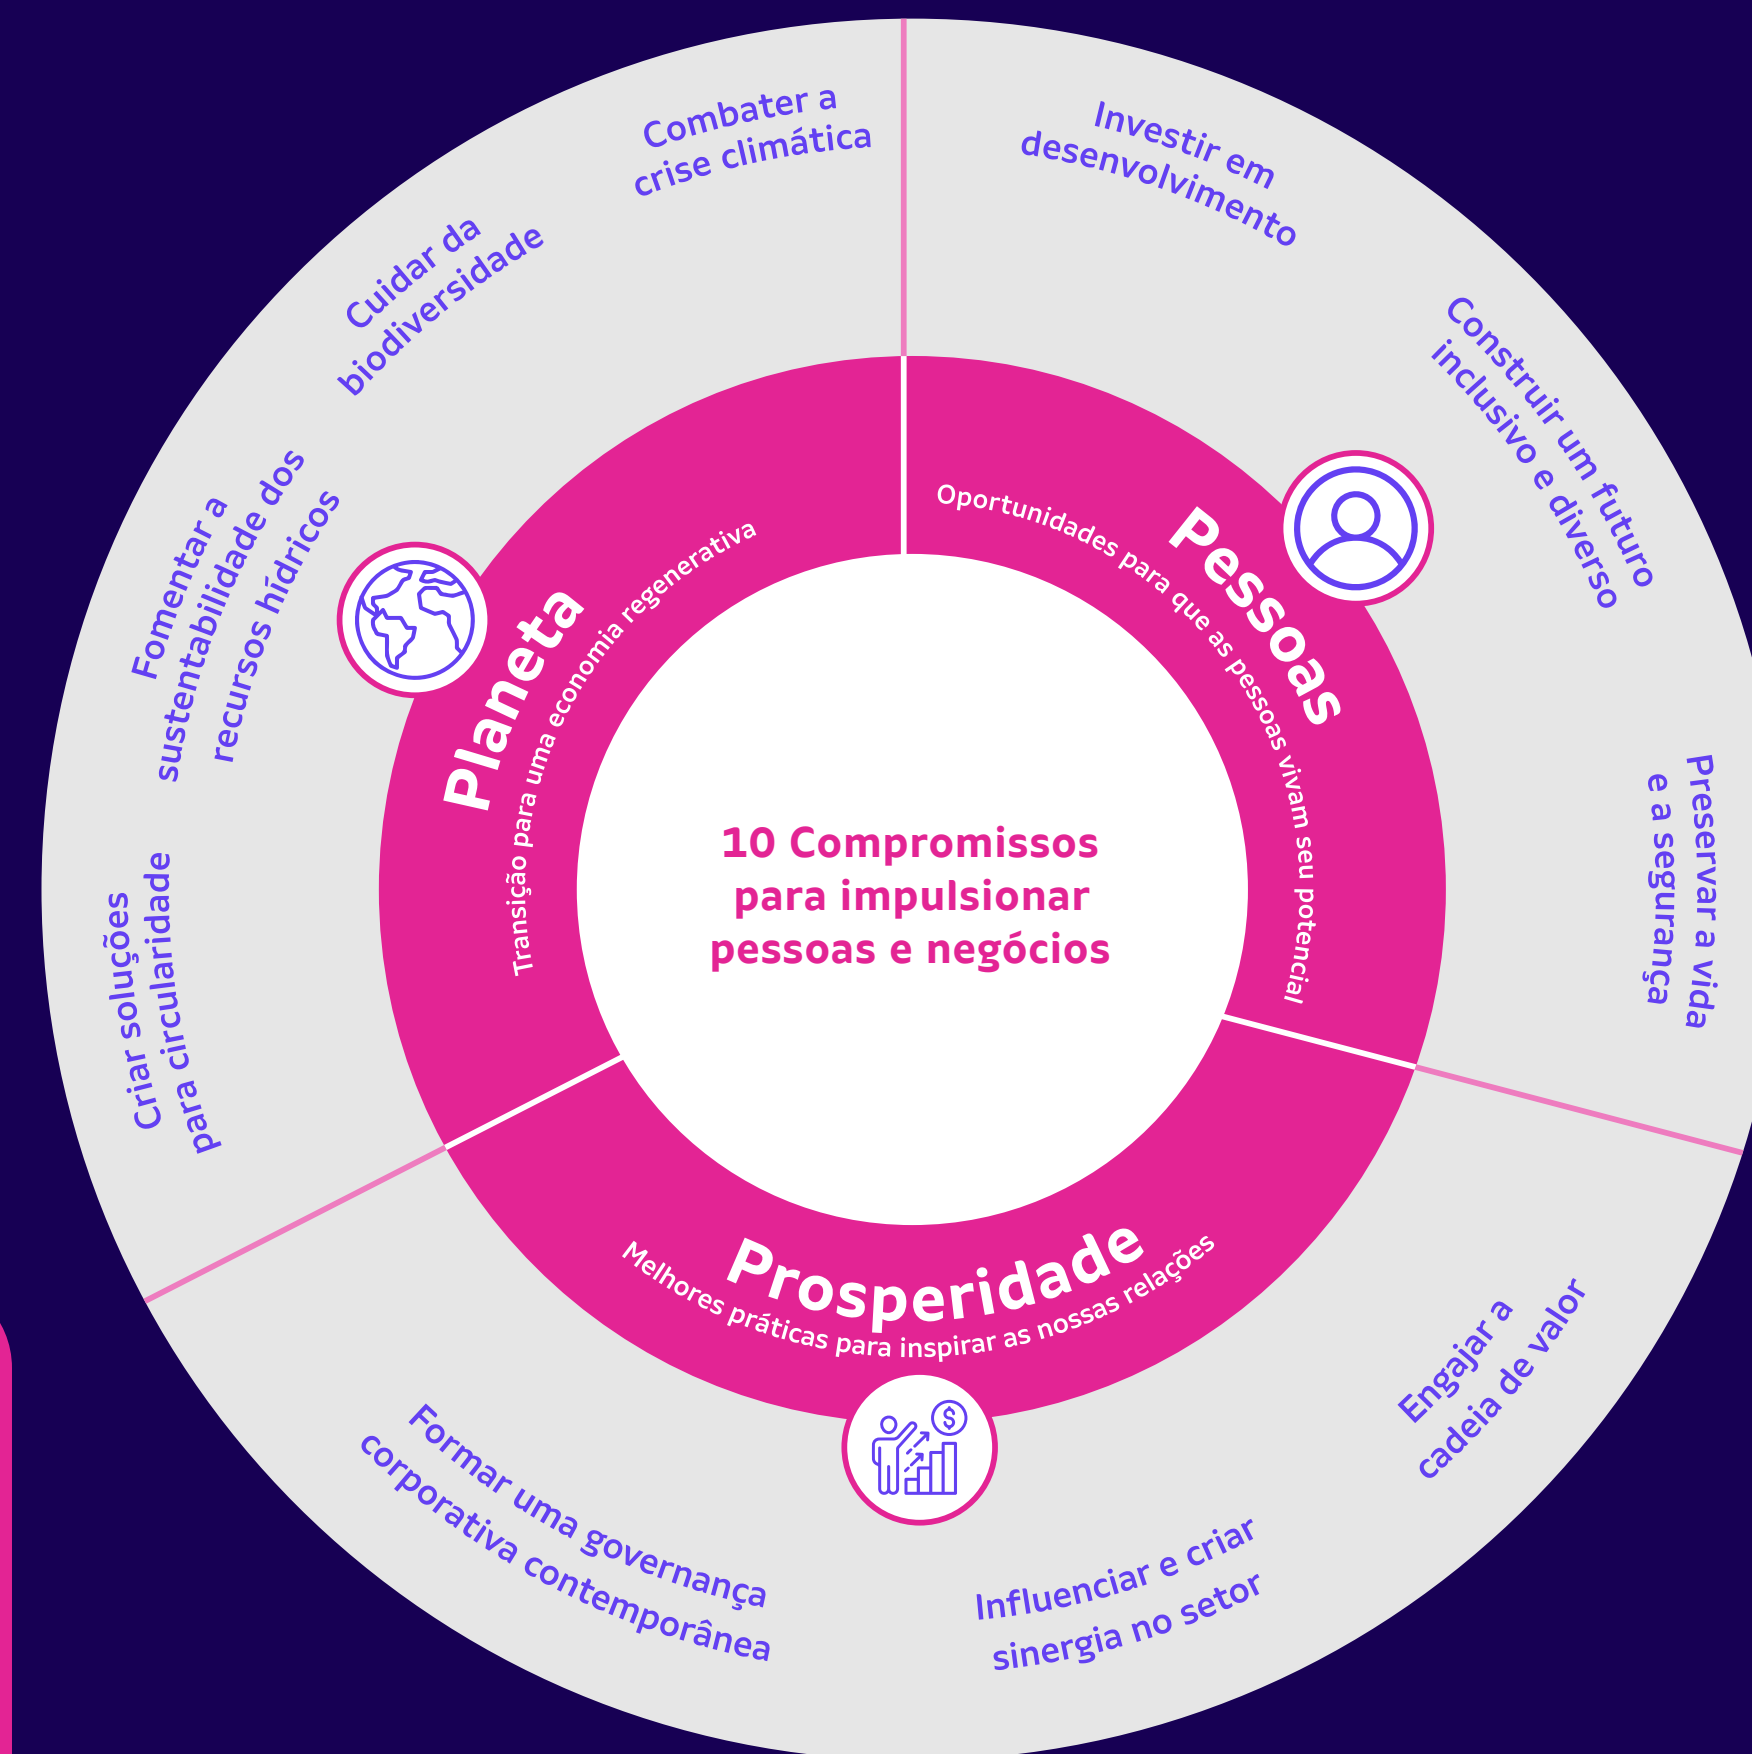 10 Compromissos
para impulsionar
pessoas e negócios
Planeta
Transição para uma economia regenerativa
Criar soluções
para circularidade
Fomentar a
sustentabilidade dos
recursos hídricos
Cuidar da
biodiversidade
Combater a
crise climática
Pessoas
Oportunidades para que as pessoas vivam seu potencial
Investir em
desenvolvimento
Construir um futuro
inclusivo e diverso
Preservar a vida
e a segurança
Prosperidade
Melhores práticas para inspirar as nossas relações
$
Engajar a
cadeia de valor
Influenciar e criar
sinergia no setor
Formar uma governança
corporativa contemporânea